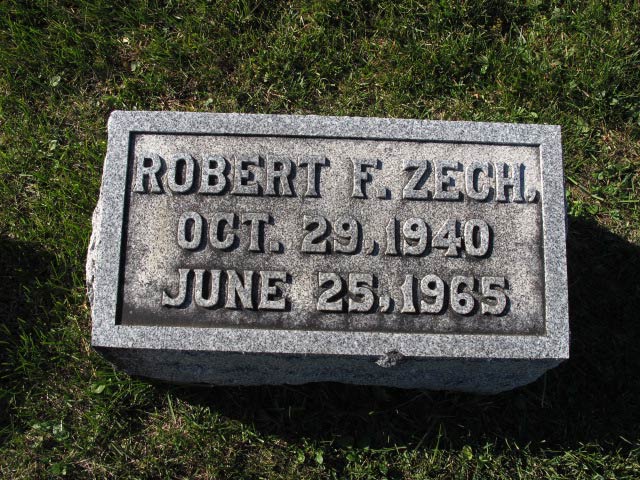 ROBERT F. ZECH.
OCT. 29, 1940
JUNE 25, 1965